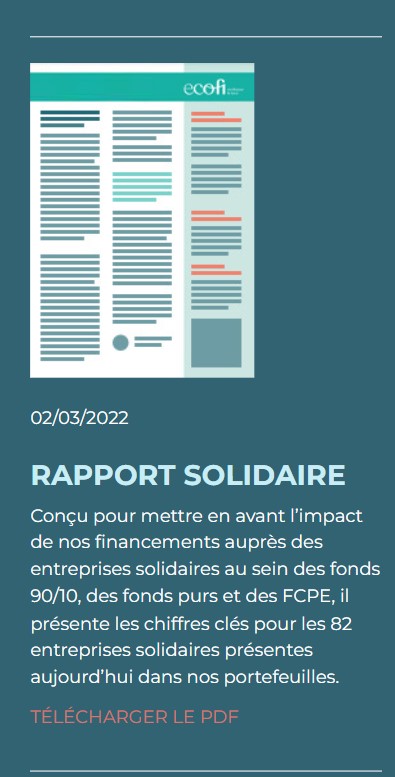 ecofi
02/03/2022
RAPPORT SOLIDAIRE
Conçu pour mettre en avant l’impact
de nos financements auprès des
entreprises solidaires au sein des fonds
90/10, des fonds purs et des FCPE, il
présente les chiffres clés pour les 82
entreprises solidaires présentes
aujourd’hui dans nos portefeuilles.
TÉLÉCHARGER LE PDF